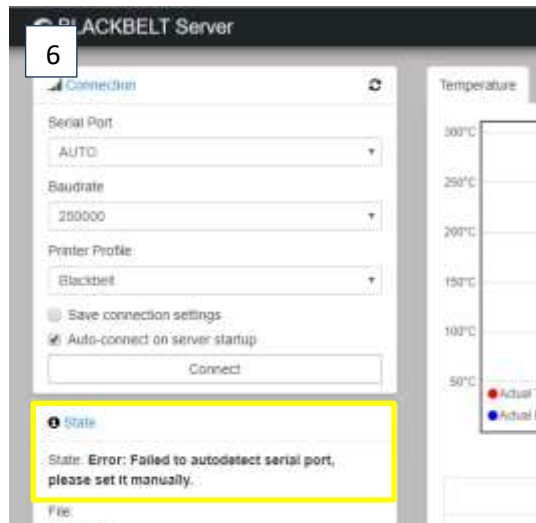 BLACKBELT Server
6
Connection
Temperature
Serial Port
AUTO
Baudrate
250000
Printer Profile
Blackbelt
Save connection settings
Auto-connect on server startup
Connect
300°C
250°C
200°C
150°C
100°C
50°C
Actual
Actual
State
State: Error: Failed to autodetect serial port,
please set it manually.
File: